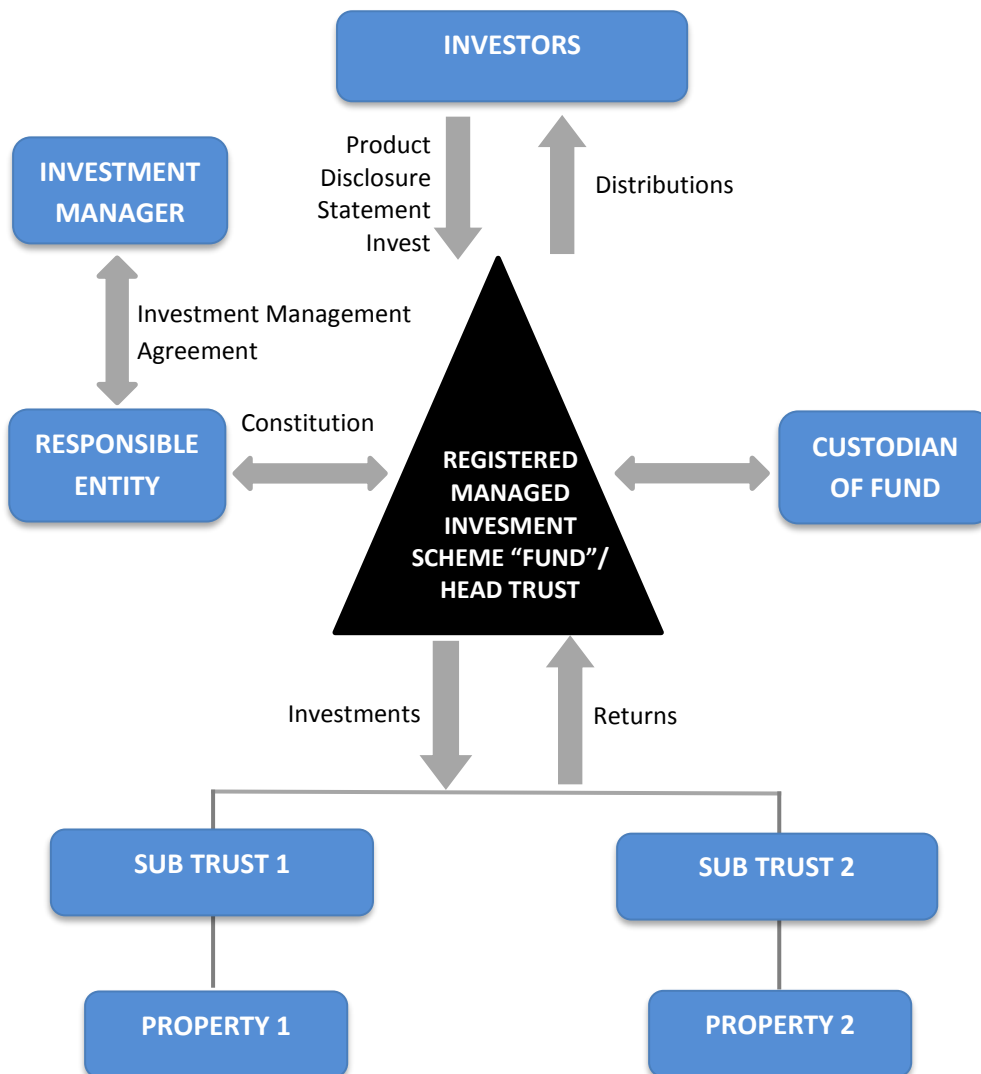 INVESTORS
Product
Disclosure
Statement
Invest
Distributions
INVESTMENT
MANAGER
Investment Management
Agreement
RESPONSIBLE
ENTITY
Constitution
REGISTERED
MANAGED
INVESMENT
SCHEME “FUND”/
HEAD TRUST
CUSTODIAN
OF FUND
Investments
Returns
SUB TRUST 1
SUB TRUST 2
PROPERTY 1
PROPERTY 2